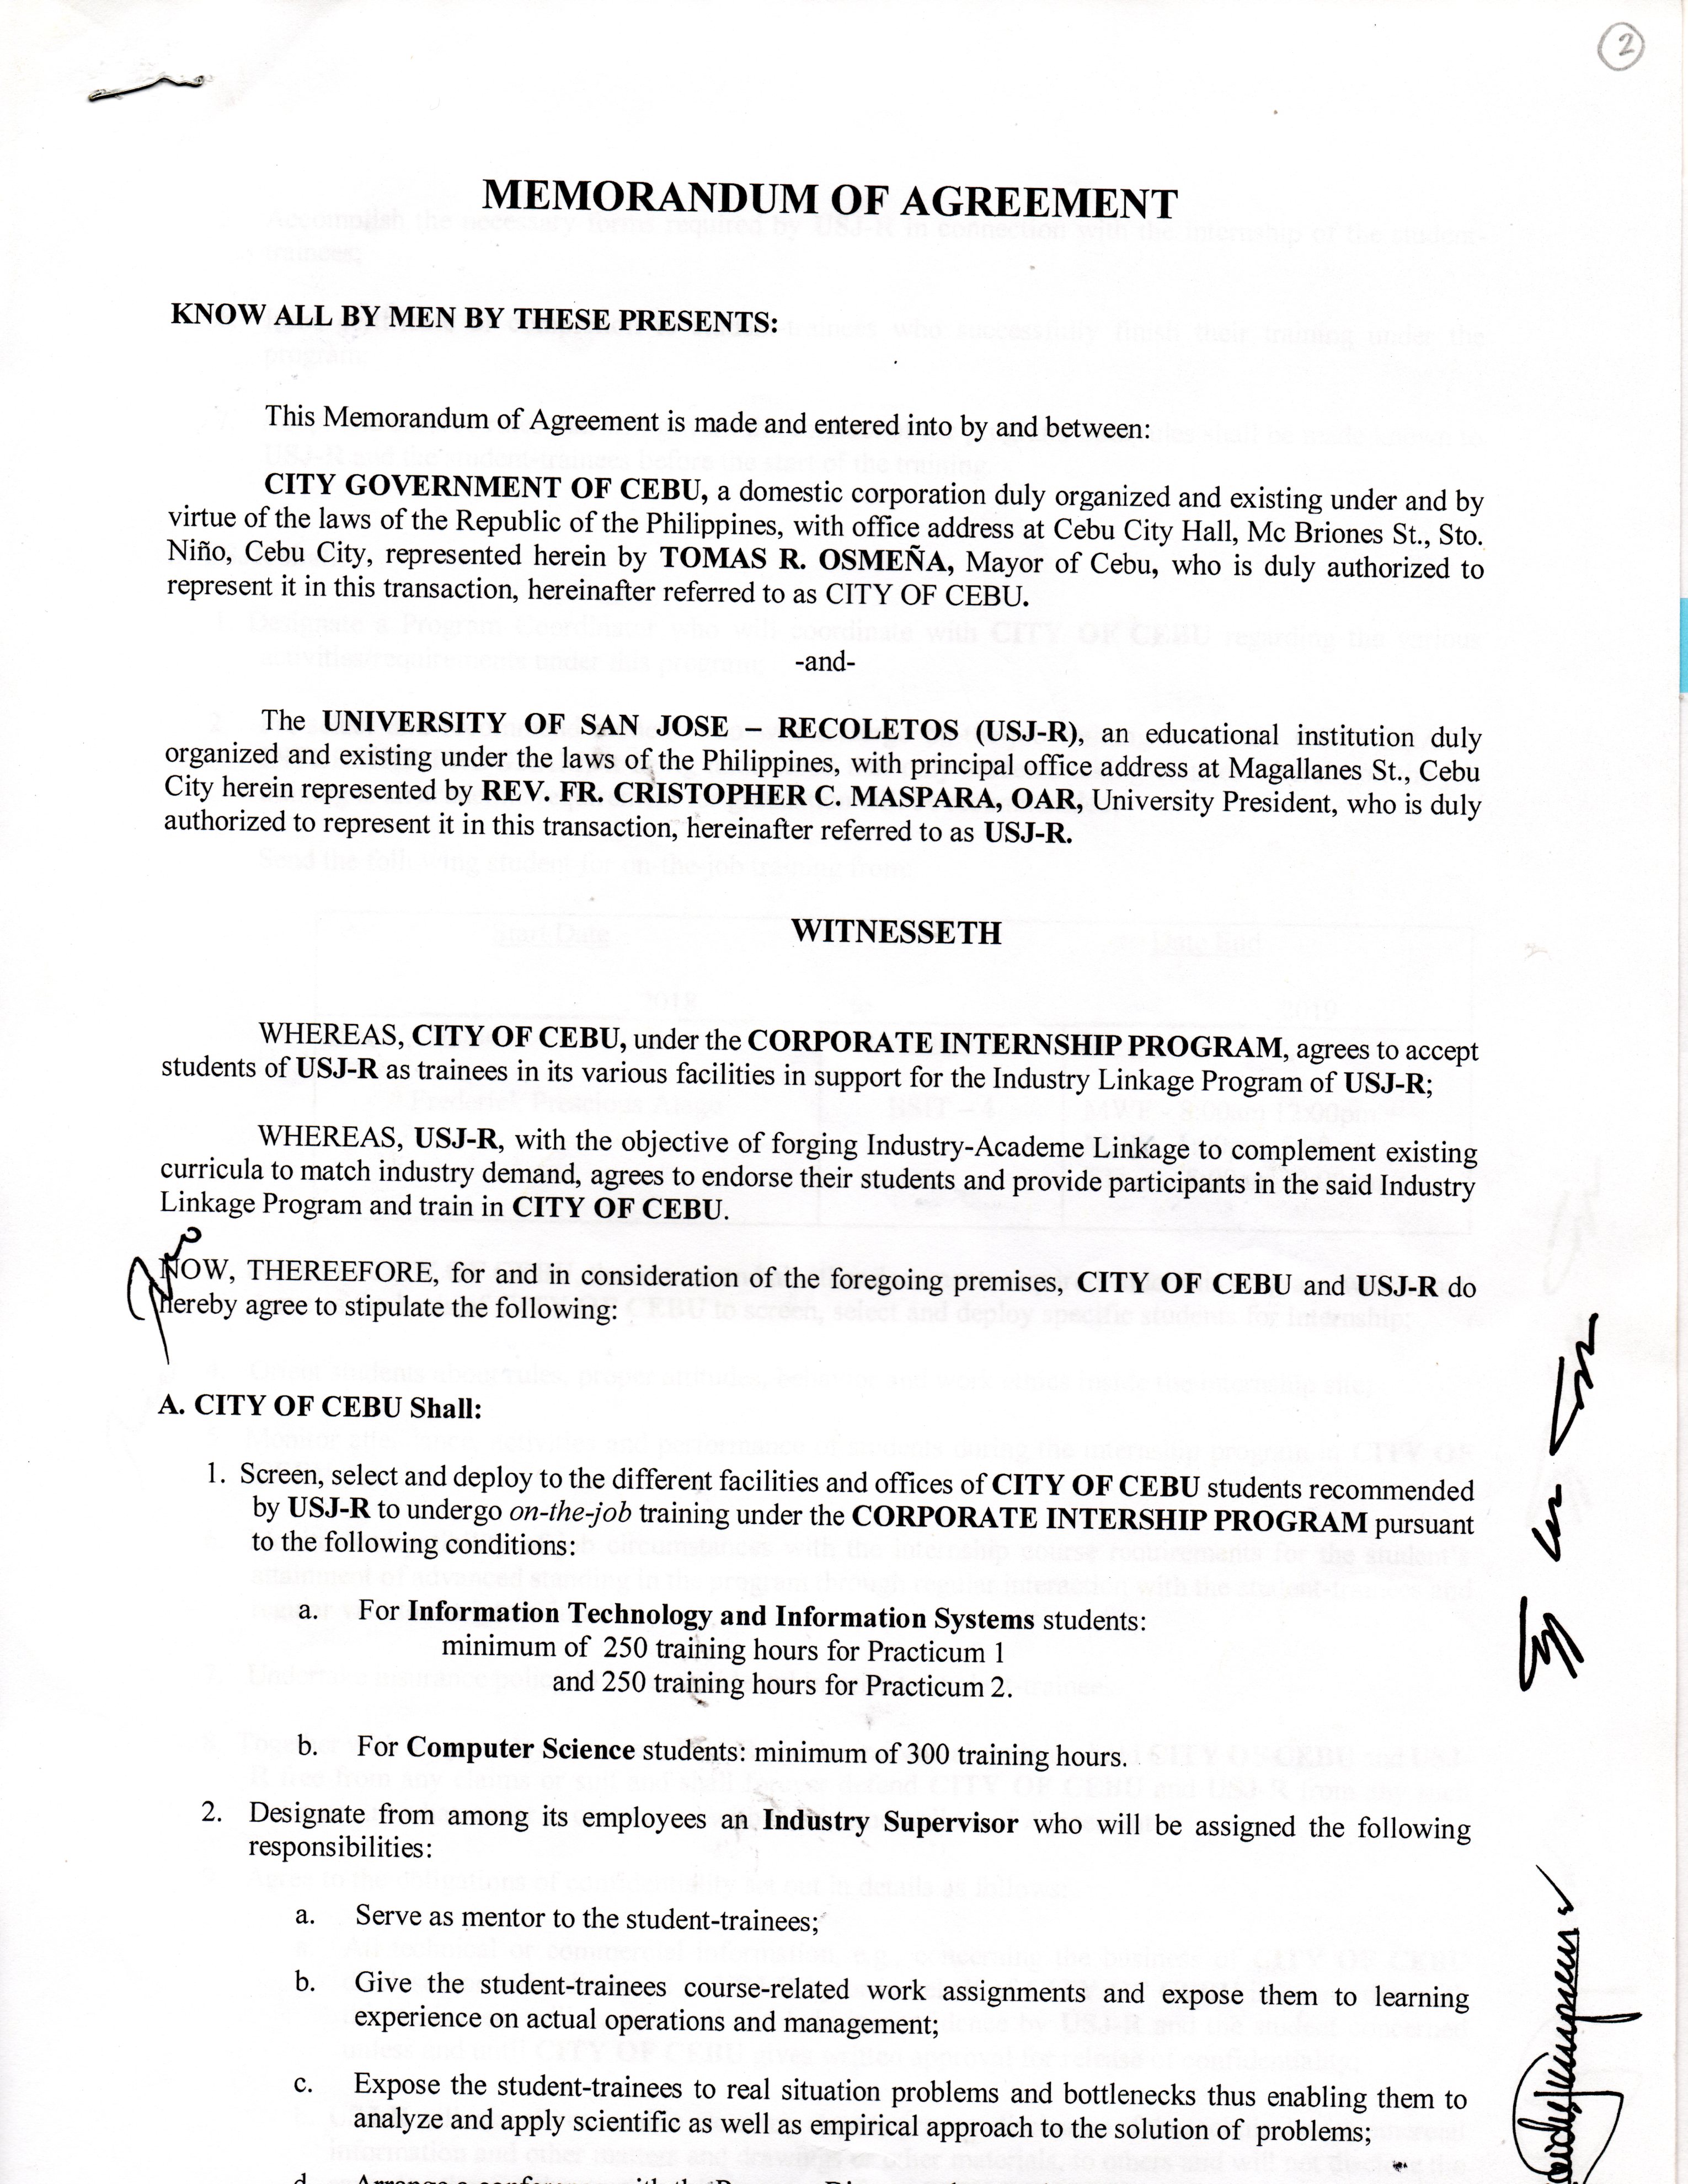 2
MEMORANDUM OF AGREEMENT
KNOW ALL BY MEN BY THESE PRESENTS:
This Memorandum of Agreement is made and entered into by and between:
CITY GOVERNMENT OF CEBU, a domestic corporation duly organized and existing under and by
virtue of the laws of the Republic of the Philippines, with office address at Cebu City Hall, Mc Briones St., Sto.
Niño, Cebu City, represented herein by TOMAS R. OSMEÑA, Mayor of Cebu, who is duly authorized to
represent it in this transaction, hereinafter referred to as CITY OF CEBU.
-and-
The UNIVERSITY OF SAN JOSE – RECOLETOS (USJ-R), an educational institution duly
organized and existing under the laws of the Philippines, with principal office address at Magallanes St., Cebu
City herein represented by REV. FR. CRISTOPHER C. MASPARA, OAR, University President, who is duly
authorized to represent it in this transaction, hereinafter referred to as USJ-R.
WITNESSETH
WHEREAS, CITY OF CEBU, under the CORPORATE INTERNSHIP PROGRAM, agrees to accept
students of USJ-R as trainees in its various facilities in support for the Industry Linkage Program of USJ-R;
WHEREAS, USJ-R, with the objective of forging Industry-Academe Linkage to complement existing
curricula to match industry demand, agrees to endorse their students and provide participants in the said Industry
Linkage Program and train in CITY OF CEBU.
NOW, THEREEFORE, for and in consideration of the foregoing premises, CITY OF CEBU and USJ-R do
hereby agree to stipulate the following:
A. CITY OF CEBU Shall:
1. Screen, select and deploy to the different facilities and offices of CITY OF CEBU students recommended
by USJ-R to undergo on-the-job training under the CORPORATE INTERSHIP PROGRAM pursuant
to the following conditions:
a. For Information Technology and Information Systems students:
minimum of 250 training hours for Practicum 1
and 250 training hours for Practicum 2.
b. For Computer Science students: minimum of 300 training hours.
2. Designate from among its employees an Industry Supervisor who will be assigned the following
responsibilities:
a. Serve as mentor to the student-trainees;
b. Give the student-trainees course-related work assignments and expose them to learning
experience on actual operations and management;
c. Expose the student-trainees to real situation problems and bottlenecks thus enabling them to
analyze and apply scientific as well as empirical approach to the solution of problems;